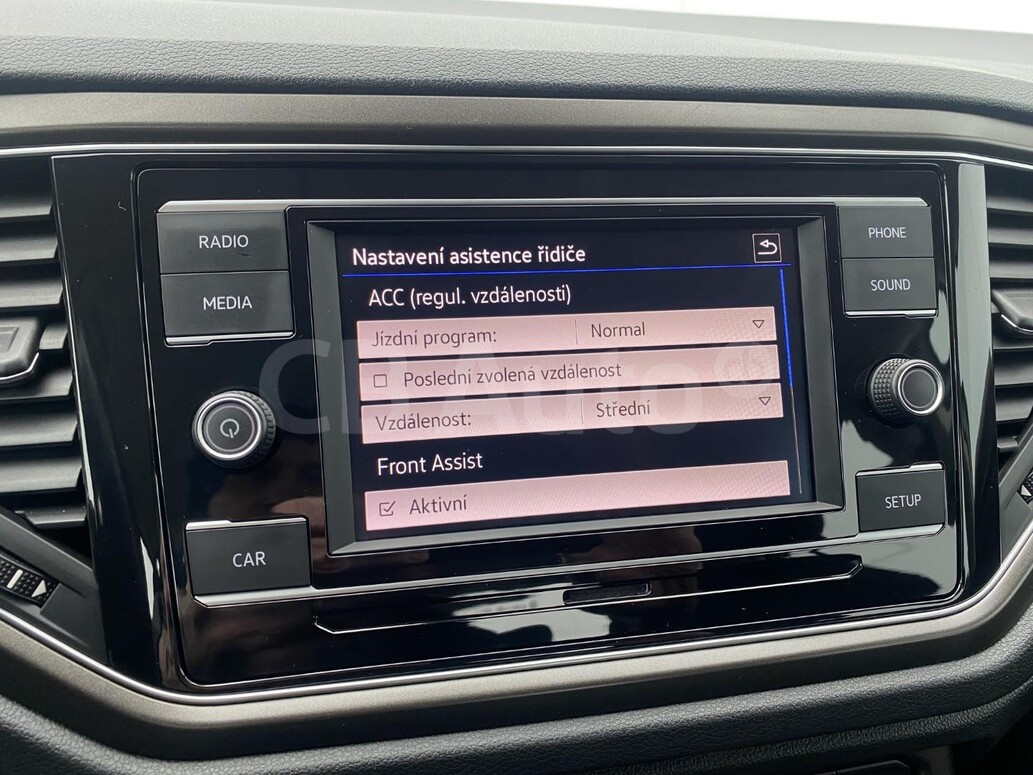 RADIO
MEDIA
CAR
Nastavení asistence řidiče
ACC (regul. vzdálenosti)
Jízdní program: Normal
Poslední zvolená vzdálenost
Vzdálenost: Střední
Front Assist
Aktivní
PHONE
SOUND
SETUP